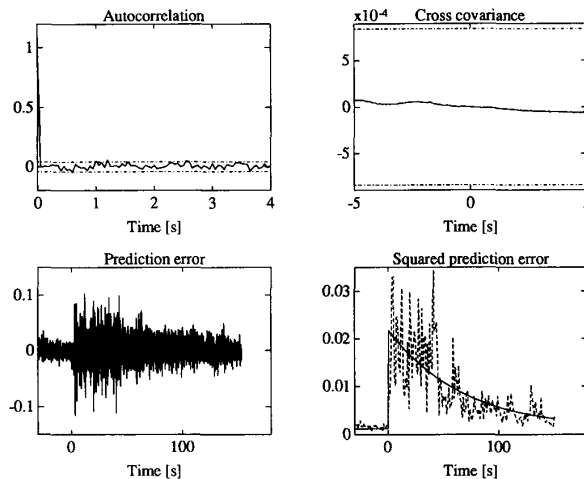 Autocorrelation
1
0.5
0
0 1 2 3 4
Time [s]
x10-4
Cross covariance
5
0
-5
-5 0 5
Time [s]
Prediction error
0.1
0
-0.1
0 100
Time [s]
Squared prediction error
0.03
0.02
0.01
0
0 100
Time [s]